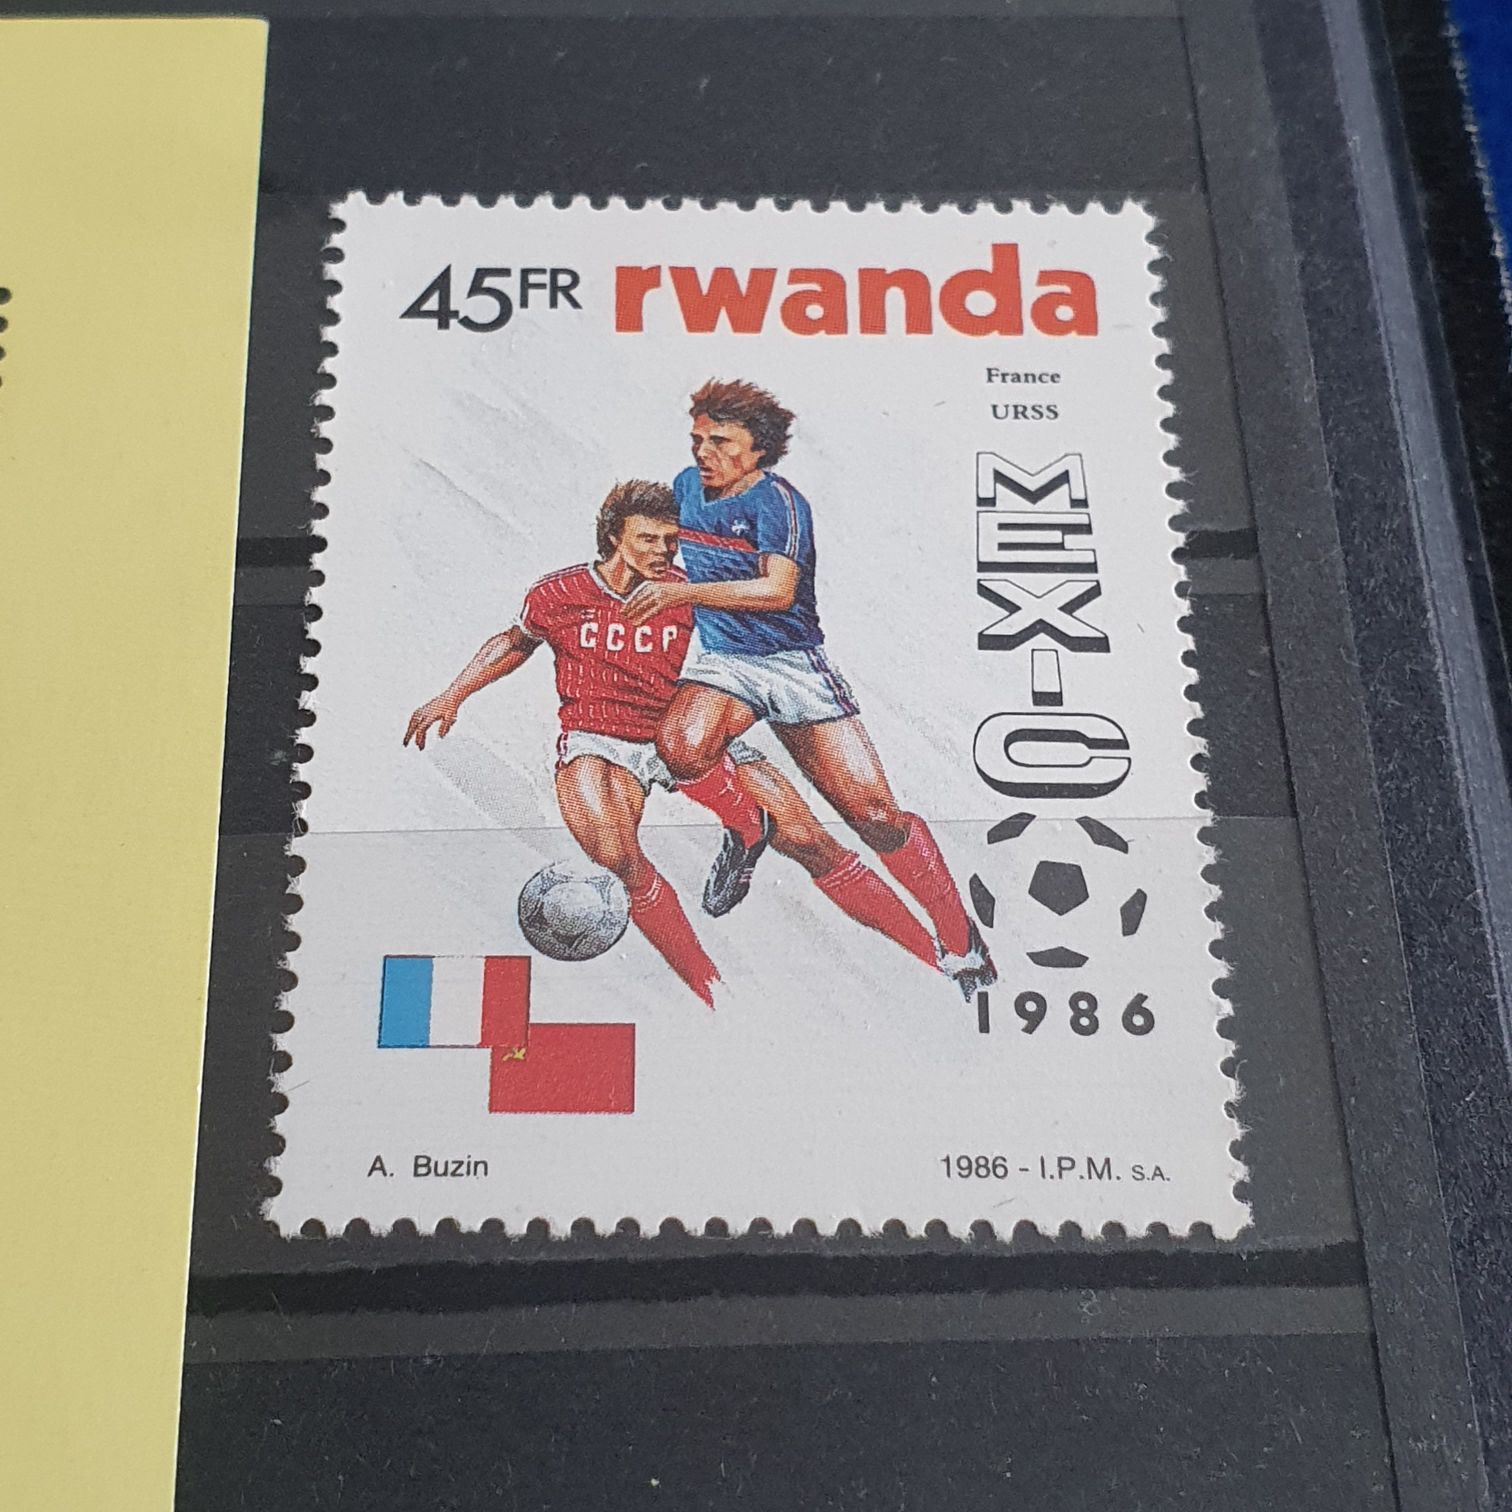 45FR rwanda
France
URSS
MEXICO
1986
CCCP
A. Buzin
1986 - I.P.M. S.A.